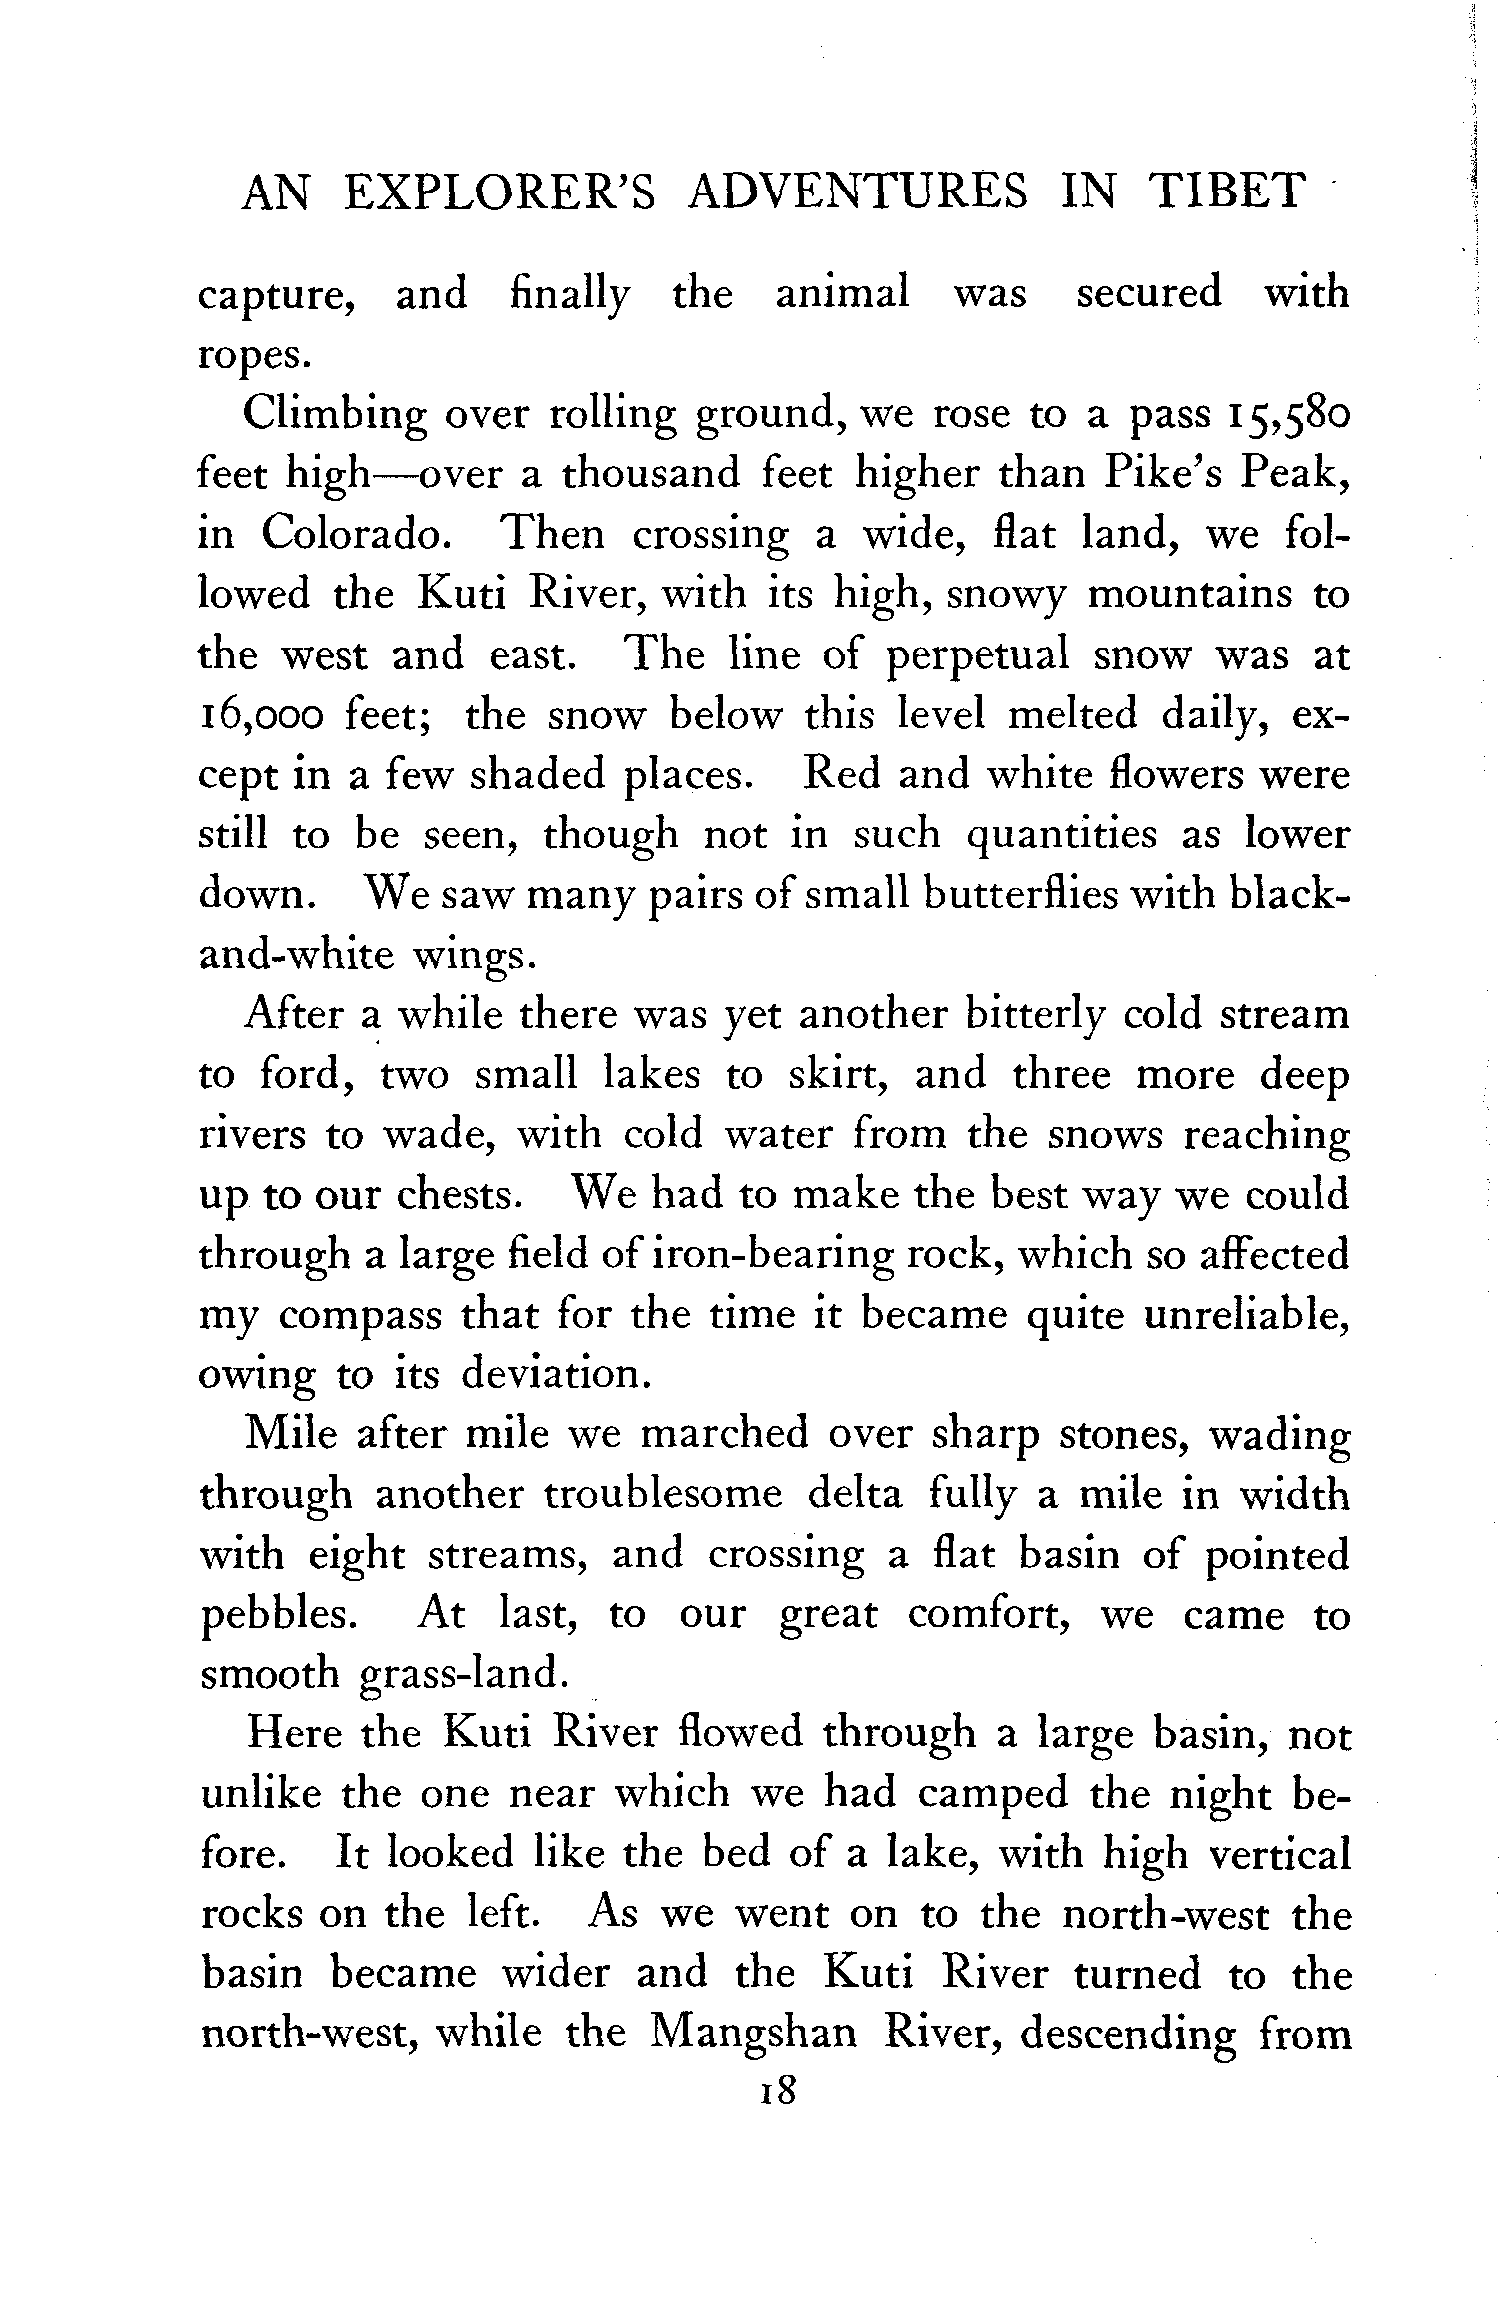 AN EXPLORER'S ADVENTURES IN TIBET
capture, and finally the animal was secured with
ropes.
Climbing over rolling ground, we rose to a pass 15,580
feet high—over a thousand feet higher than Pike's Peak,
in Colorado. Then crossing a wide, flat land, we fol-
lowed the Kuti River, with its high, snowy mountains to
the west and east. The line of perpetual snow was at
16,000 feet; the snow below this level melted daily, ex-
cept in a few shaded places. Red and white flowers were
still to be seen, though not in such quantities as lower
down. We saw many pairs of small butterflies with black-
and-white wings.
After a while there was yet another bitterly cold stream
to ford, two small lakes to skirt, and three more deep
rivers to wade, with cold water from the snows reaching
up to our chests. We had to make the best way we could
through a large field of iron-bearing rock, which so affected
my compass that for the time it became quite unreliable,
owing to its deviation.
Mile after mile we marched over sharp stones, wading
through another troublesome delta fully a mile in width
with eight streams, and crossing a flat basin of pointed
pebbles. At last, to our great comfort, we came to
smooth grass-land.
Here the Kuti River flowed through a large basin, not
unlike the one near which we had camped the night be-
fore. It looked like the bed of a lake, with high vertical
rocks on the left. As we went on to the north-west the
basin became wider and the Kuti River turned to the
north-west, while the Mangshan River, descending from
18